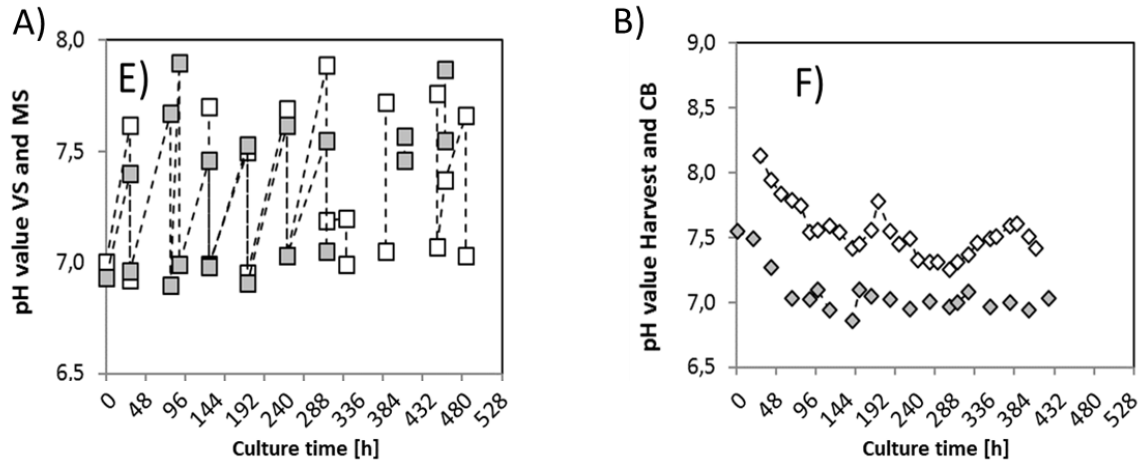 A)
8,0
7,5
7,0
6,5
E)
pH value VS and MS
0 48 96 144 192 240 288 336 384 432 480 528
Culture time [h]
B)
9,0
8,5
8,0
7,5
7,0
6,5
F)
pH value Harvest and CB
0 48 96 144 192 240 288 336 384 432 480 528
Culture time [h]